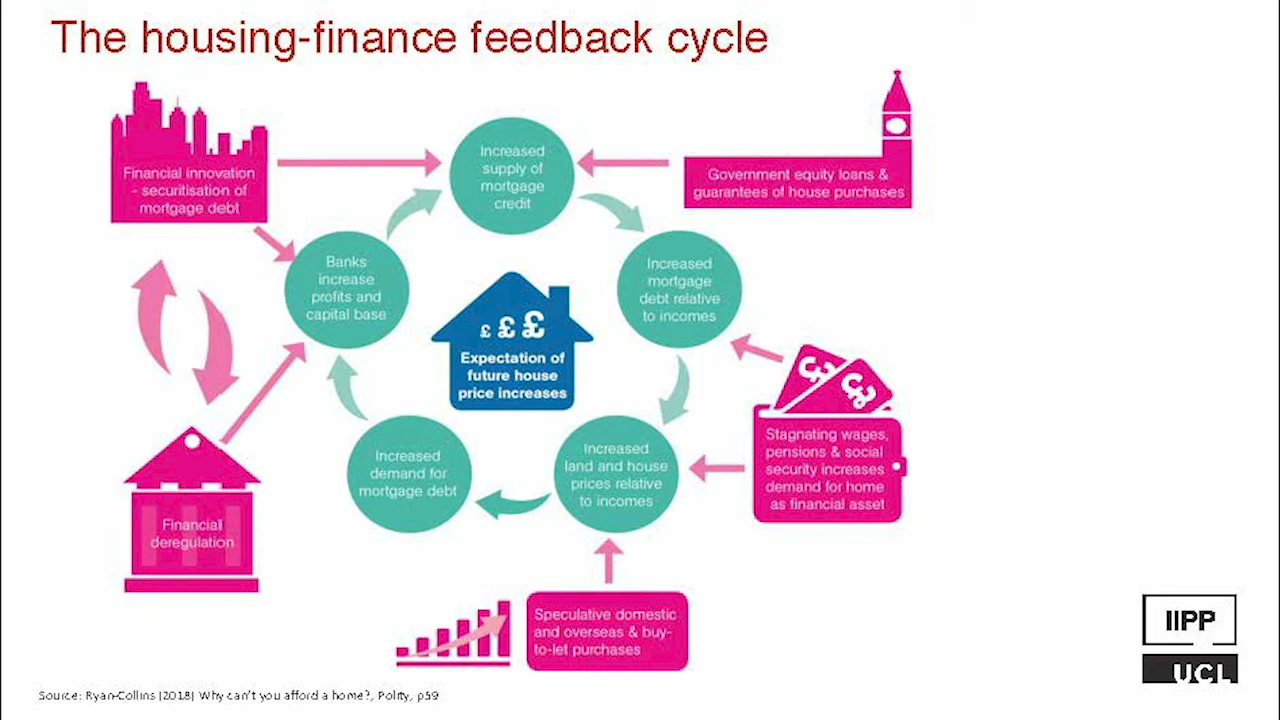 The housing-finance feedback cycle
Financial innovation
- securitisation of
mortgage debt
Increased
supply of
mortgage
credit
Government equity loans &
guarantees of house purchases
Banks
increase
profits and
capital base
Increased
mortgage
debt relative
to incomes
£ £ £
Expectation of
future house
price increases
£ £
Stagnating wages,
pensions & social
security increases
demand for home
as financial asset
Increased
demand for
mortgage debt
Increased
land and house
prices relative
to incomes
Financial
deregulation
Speculative domestic
and overseas & buy-
to-let purchases
IIPP
UCL
Source: Ryan-Collins (2018) Why can't you afford a home?, Polity, p59